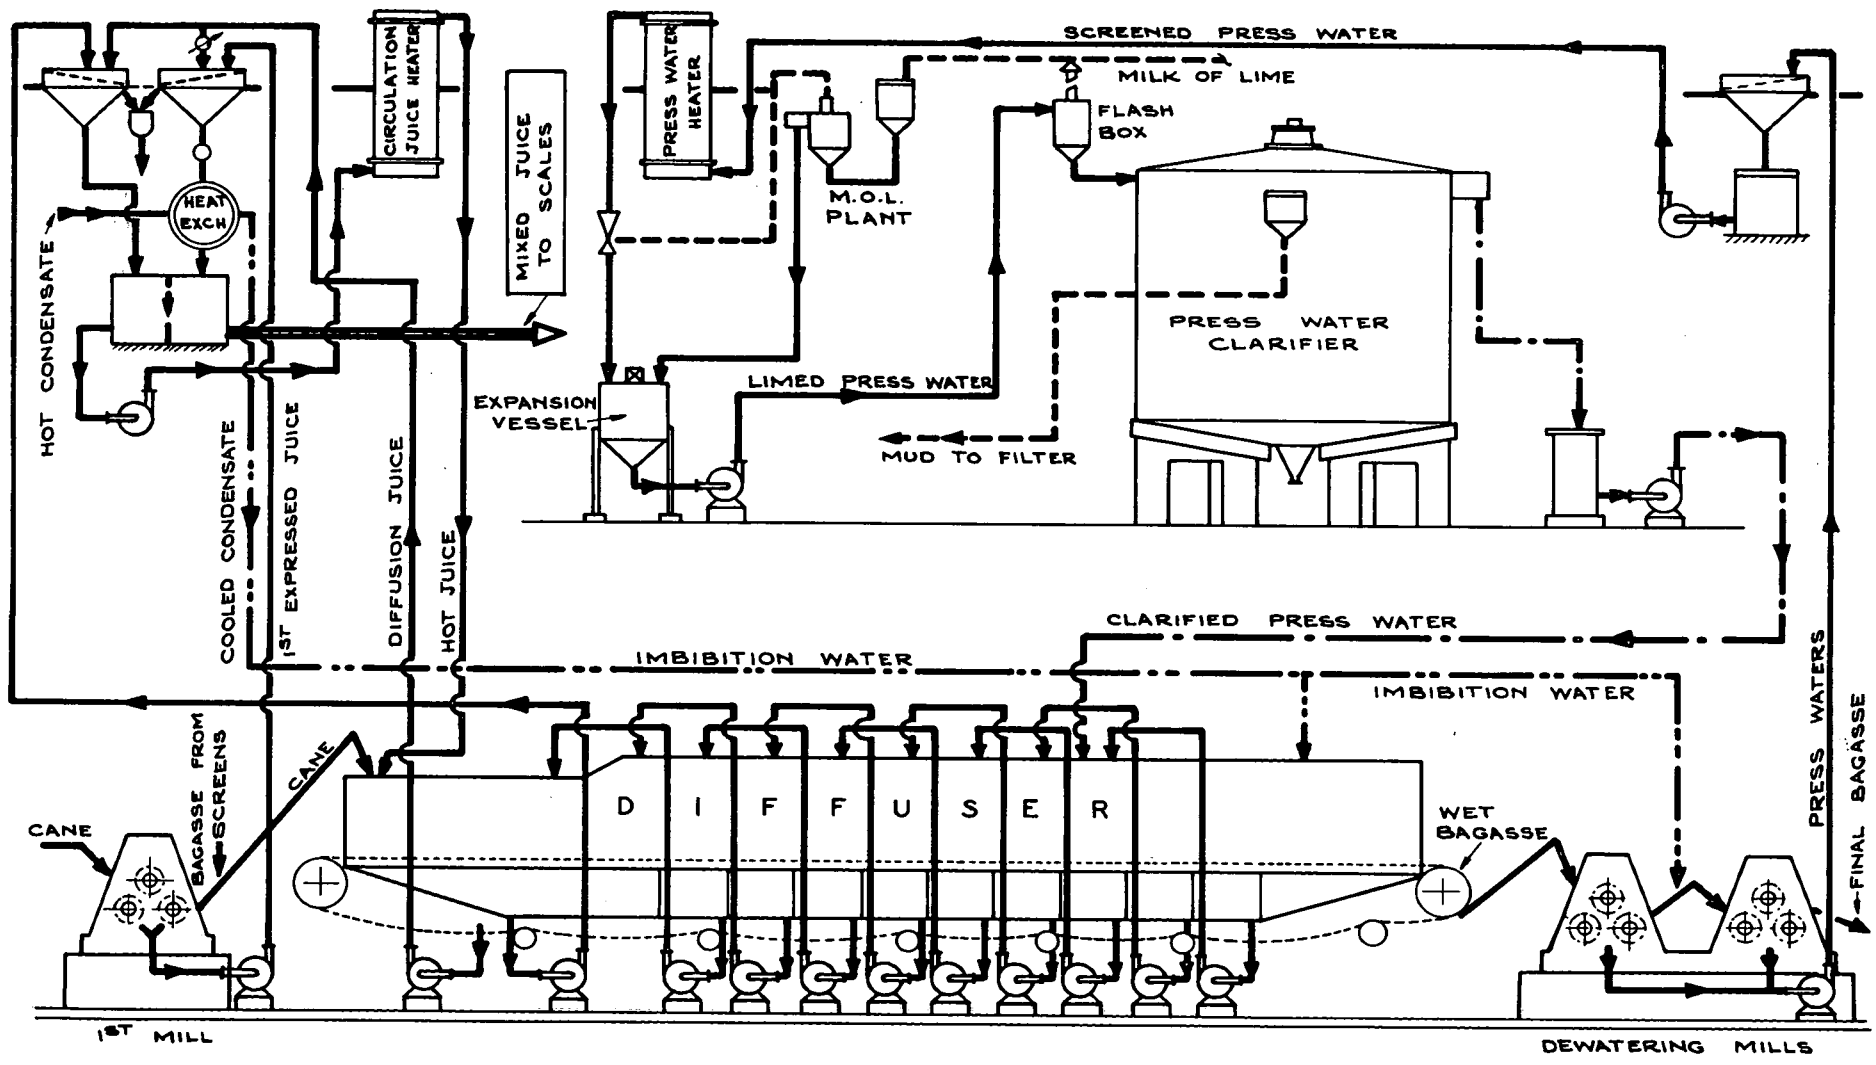 SCREENED PRESS WATER
MILK OF LIME
CIRCULATION
JUICE HEATER
PRESS WATER
HEATER
MIXED JUICE
TO SCALES
FLASH
BOX
M.O.L.
PLANT
HEAT
EXCH
HOT CONDENSATE
PRESS WATER
CLARIFIER
EXPANSION
VESSEL
LIMED PRESS WATER
MUD TO FILTER
COOLED CONDENSATE
1ST EXPRESSED JUICE
DIFFUSION JUICE
HOT JUICE
CLARIFIED PRESS WATER
IMBIBITION WATER
IMBIBITION WATER
PRESS WATERS
FINAL BAGASSE
BAGASSE FROM
SCREENS
CANE
CANE
DIFFUSER
WET
BAGASSE
1ST MILL
DEWATERING MILLS